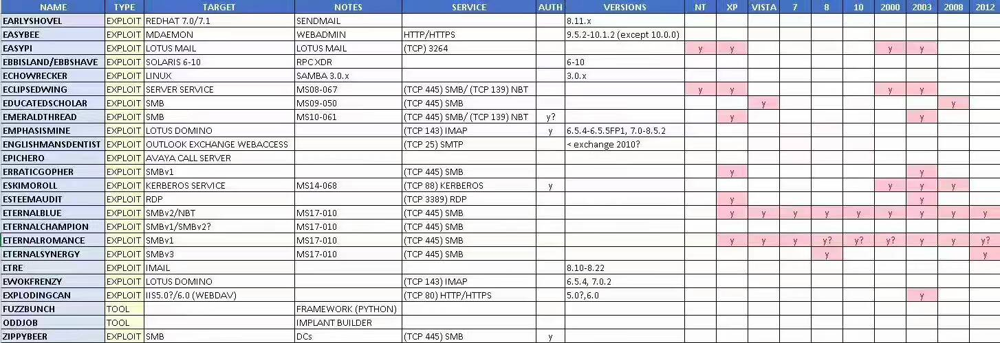 NAME TYPE TARGET NOTES SERVICE AUTH VERSIONS NT XP VISTA 7 8 10 2000 2003 2008 2012
EARLYSHOVEL EXPLOIT REDHAT 7.0/7.1 SENDMAIL 8.11.x
EASYBEE EXPLOIT MDAEMON WEBADMIN HTTP/HTTPS 9.5.2-10.1.2 (except 10.0.0)
EASYPI EXPLOIT LOTUS MAIL LOTUS MAIL (TCP) 3264 y y y y
EBBISLAND/EBBSHAVE EXPLOIT SOLARIS 6-10 RPC XDR 6-10
ECHOWRECKER EXPLOIT LINUX SAMBA 3.0.x 3.0.x
ECLIPSEDWING EXPLOIT SERVER SERVICE MS08-067 (TCP 445) SMB/ (TCP 139) NBT y y y y
EDUCATEDSCHOLAR EXPLOIT SMB MS09-050 (TCP 445) SMB y y
EMERALDTHREAD EXPLOIT SMB MS10-061 (TCP 445) SMB/ (TCP 139) NBT y? y y
EMPHASISMINE EXPLOIT LOTUS DOMINO (TCP 143) IMAP y 6.5.4-6.5.5FP1, 7.0-8.5.2
ENGLISHMANSDENTIST EXPLOIT OUTLOOK EXCHANGE WEBACCESS (TCP 25) SMTP < exchange 2010?
EPICHERO EXPLOIT AVAYA CALL SERVER
ERRATICGOPHER EXPLOIT SMBv1 (TCP 445) SMB y y
ESKIMOROLL EXPLOIT KERBEROS SERVICE MS14-068 (TCP 88) KERBEROS y y y y
ESTEEMAUDIT EXPLOIT RDP (TCP 3389) RDP y y
ETERNALBLUE EXPLOIT SMBv2/NBT MS17-010 (TCP 445) SMB y y y y y y y y y
ETERNALCHAMPION EXPLOIT SMBv1/SMBv2? MS17-010 (TCP 445) SMB
ETERNALROMANCE EXPLOIT SMBv1 MS17-010 (TCP 445) SMB y y y y? y? y? y y y?
ETERNALSYNERGY EXPLOIT SMBv3 MS17-010 (TCP 445) SMB y y
ETRE EXPLOIT IMAIL 8.10-8.22
EWOKFRENZY EXPLOIT LOTUS DOMINO (TCP 143) IMAP 6.5.4, 7.0.2
EXPLODINGCAN EXPLOIT IIS5.0?/6.0 (WEBDAV) (TCP 80) HTTP/HTTPS 5.0?,6.0 y
FUZZBUNCH TOOL FRAMEWORK (PYTHON)
ODDJOB TOOL IMPLANT BUILDER
ZIPPYBEER EXPLOIT SMB DCs (TCP 445) SMB y